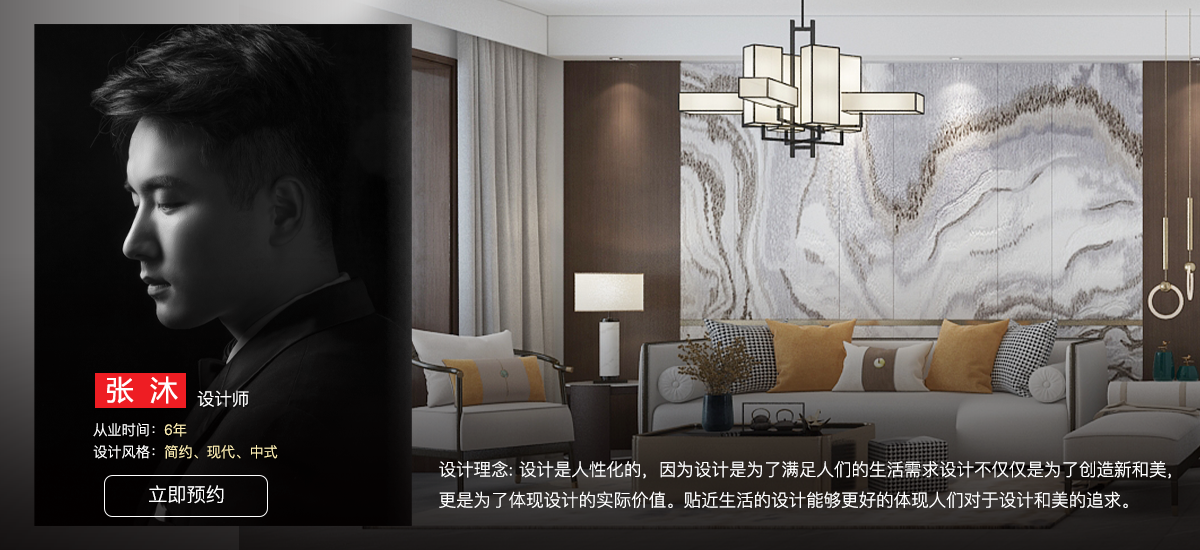 张 沐 设计师
从业时间：6年
设计风格：简约、现代、中式
立即预约
设计理念: 设计是人性化的，因为设计是为了满足人们的生活需求设计不仅仅是为了创造新和美，
更是为了体现设计的实际价值。贴近生活的设计能够更好的体现人们对于设计和美的追求。